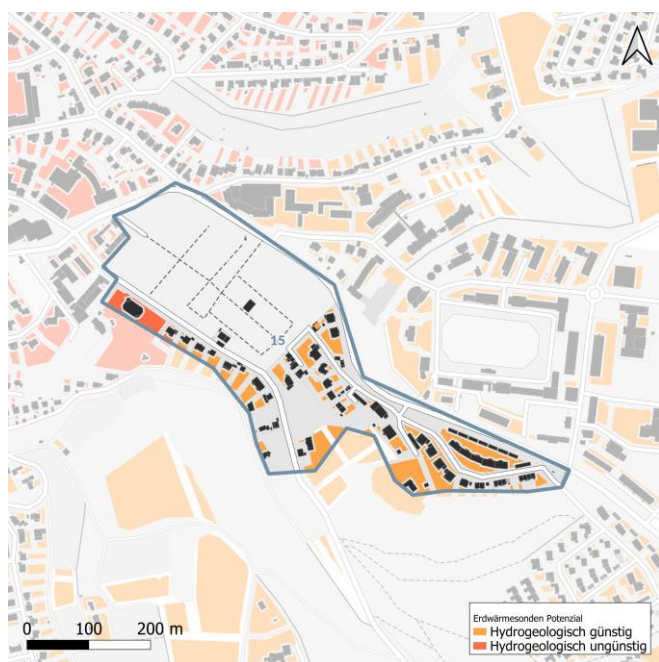 15
0 100 200 m
Erdwärmesonden Potenzial
Hydrogeologisch günstig
Hydrogeologisch ungünstig